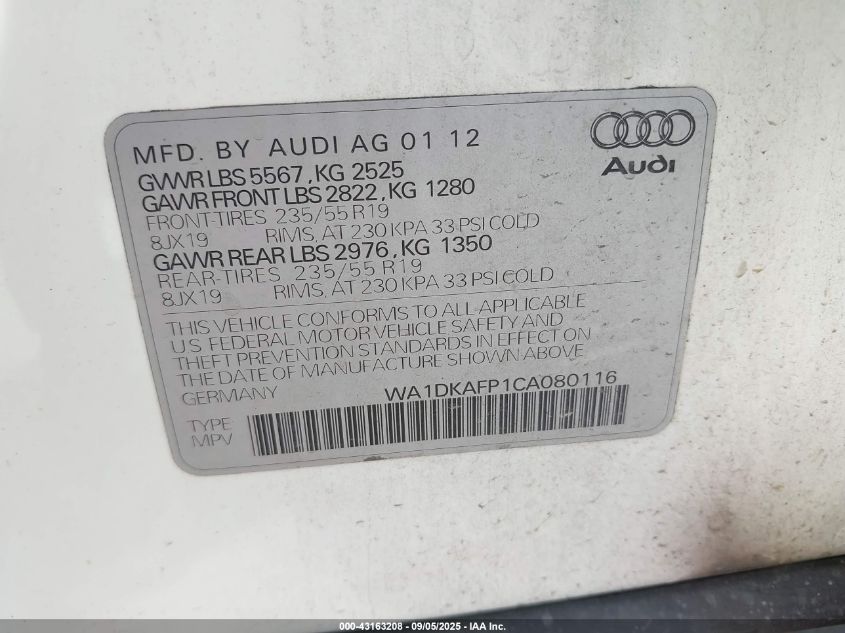 MFD. BY AUDI AG 01 12
GVWR LBS 5567, KG 2525
GAWR FRONT LBS 2822, KG 1280
FRONT-TIRES 235/55 R19
8JX19 RIMS, AT 230 KPA 33 PSI COLD
GAWR REAR LBS 2976, KG 1350
REAR-TIRES 235/55 R19
8JX19 RIMS, AT 230 KPA 33 PSI COLD
Audi
THIS VEHICLE CONFORMS TO ALL APPLICABLE
U.S. FEDERAL MOTOR VEHICLE SAFETY AND
THEFT PREVENTION STANDARDS IN EFFECT ON
THE DATE OF MANUFACTURE SHOWN ABOVE.
GERMANY WA1DKAFP1CA080116
TYPE
MPV
000-43163208 - 09/05/2025 - IAA Inc.